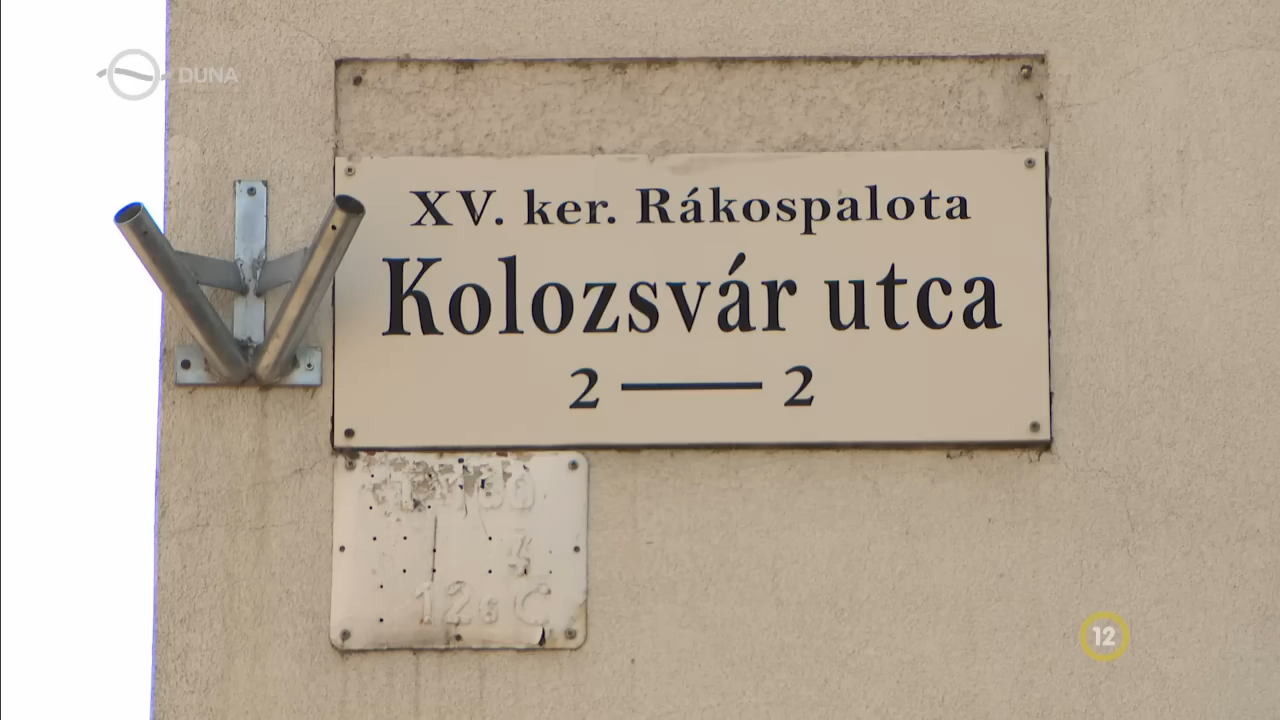 DUNA
XV. ker. Rákospalota
Kolozsvár utca
2 — 2
12